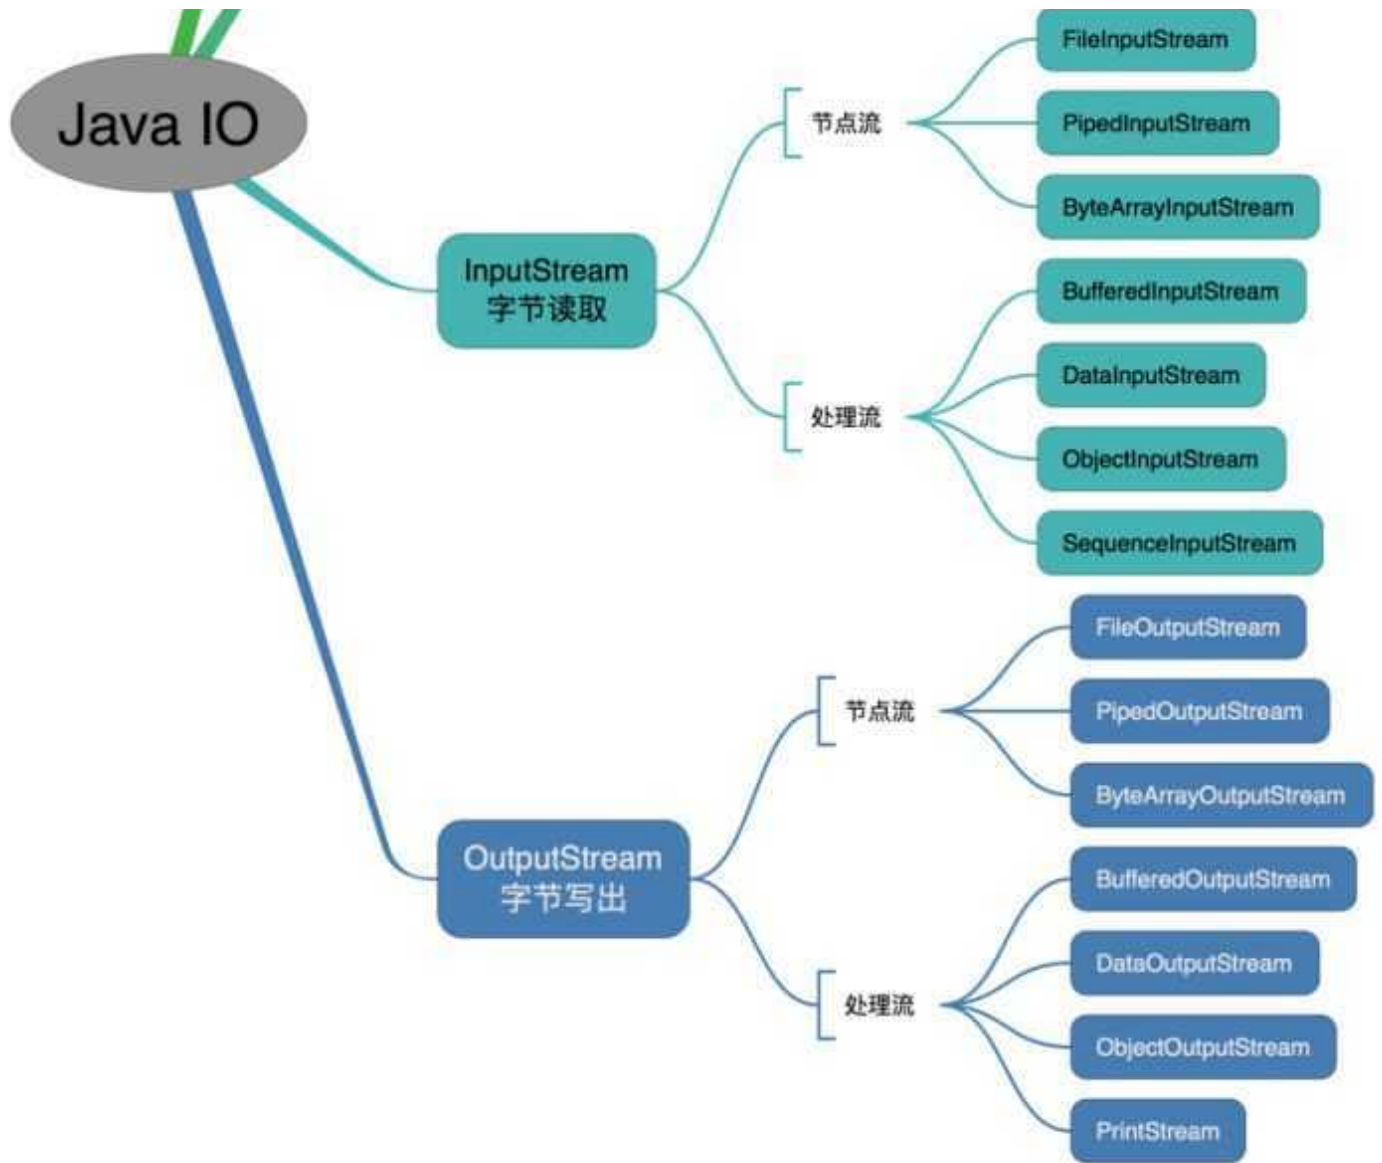 Java IO
InputStream
字节读取
节点流
FileInputStream
PipedInputStream
ByteArrayInputStream
处理流
BufferedInputStream
DataInputStream
ObjectInputStream
SequenceInputStream
OutputStream
字节写出
节点流
FileOutputStream
PipedOutputStream
ByteArrayOutputStream
处理流
BufferedOutputStream
DataOutputStream
ObjectOutputStream
PrintStream